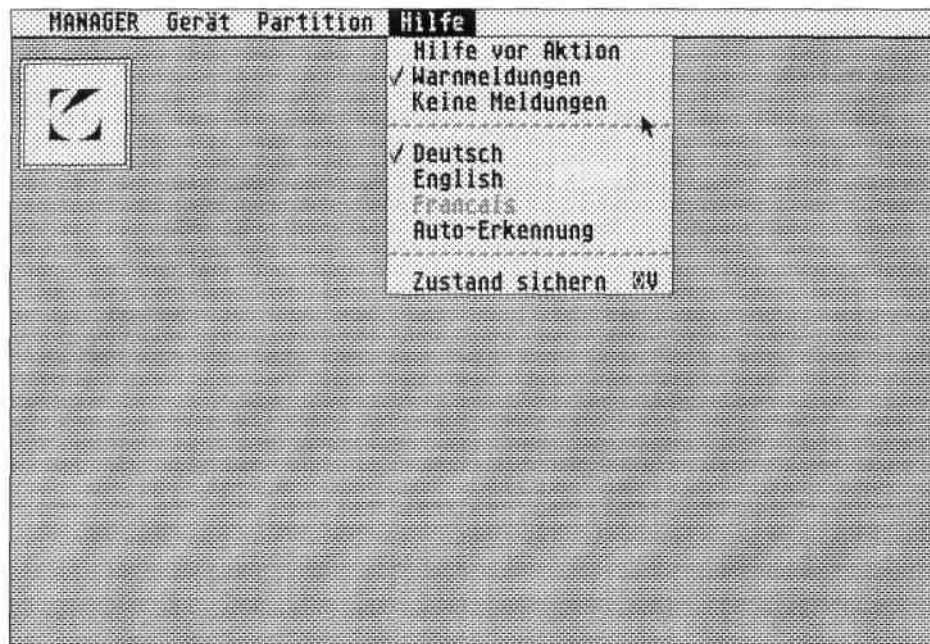 MANAGER Gerät Partition Hilfe
Hilfe vor Aktion
✓ Warnmeldungen
Keine Meldungen
✓ Deutsch
English
Francais
Auto-Erkennung
Zustand sichern ⌘V